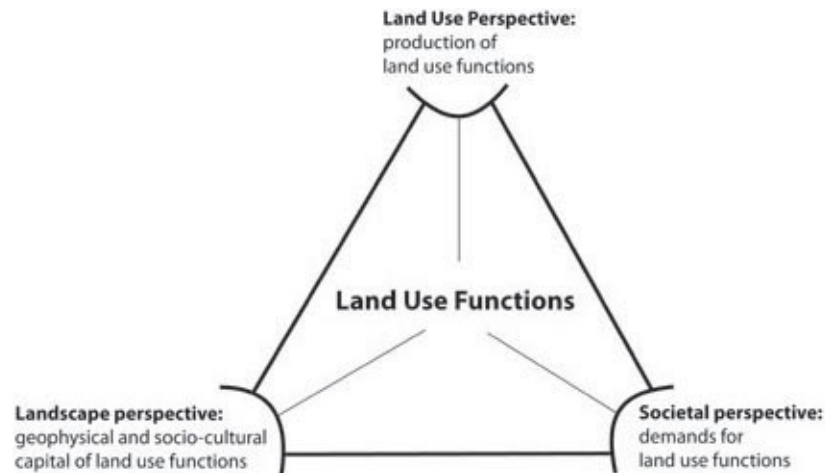 Land Use Perspective:
production of
land use functions
Land Use Functions
Landscape perspective:
geophysical and socio-cultural
capital of land use functions
Societal perspective:
demands for
land use functions